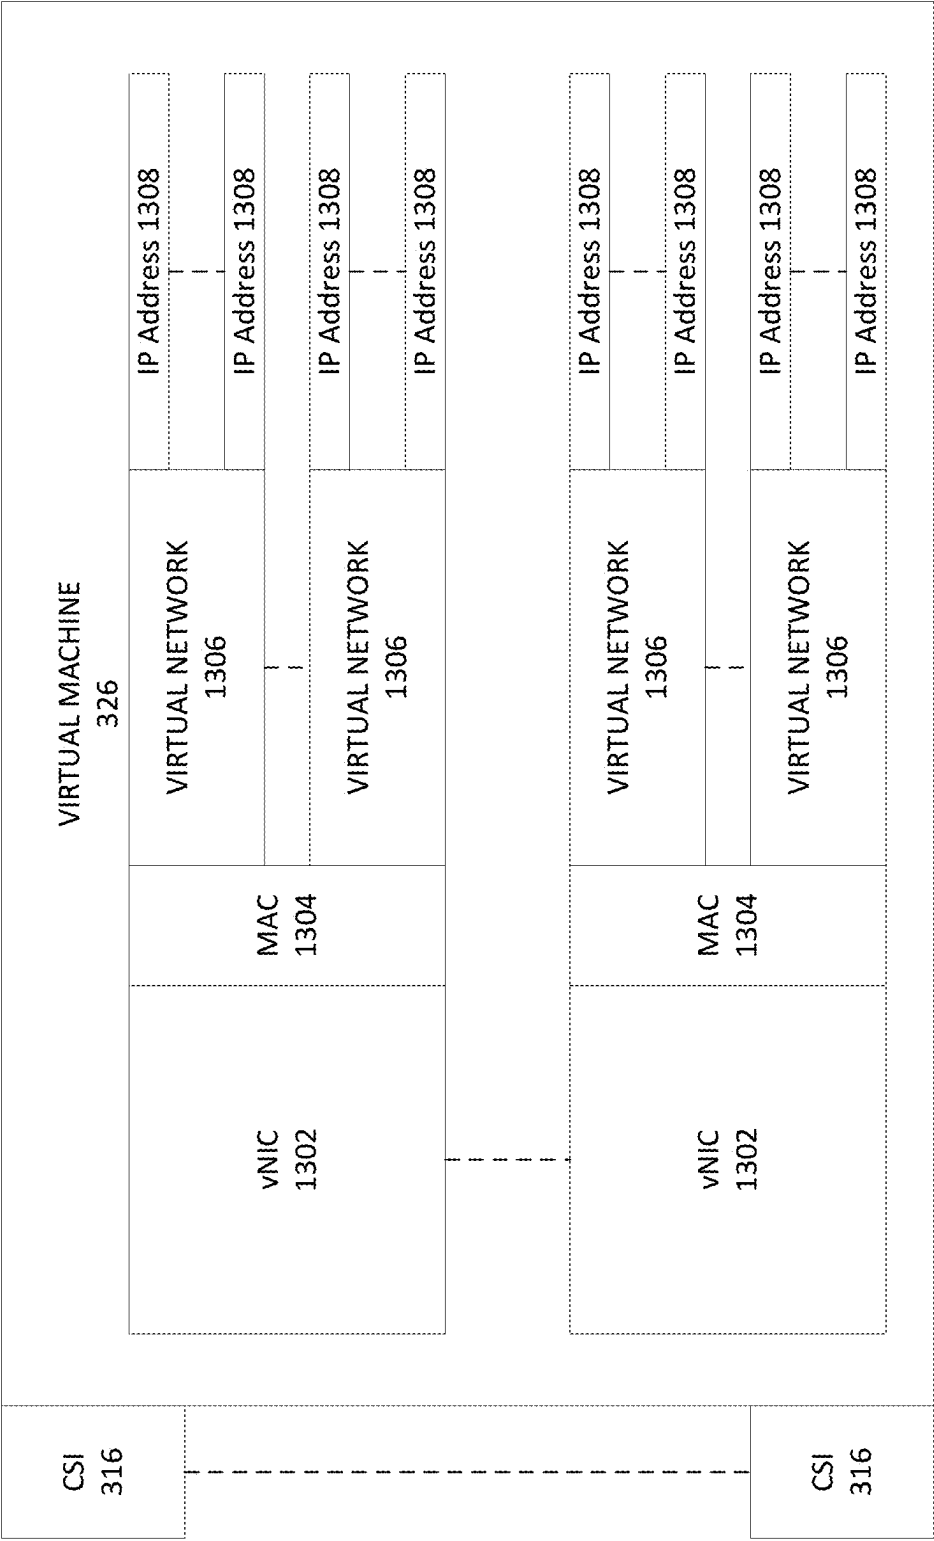 VIRTUAL MACHINE
326
CSI
316
vNIC
1302
MAC
1304
VIRTUAL NETWORK
1306
IP Address 1308
IP Address 1308
VIRTUAL NETWORK
1306
IP Address 1308
IP Address 1308
vNIC
1302
MAC
1304
VIRTUAL NETWORK
1306
IP Address 1308
IP Address 1308
VIRTUAL NETWORK
1306
IP Address 1308
IP Address 1308
CSI
316